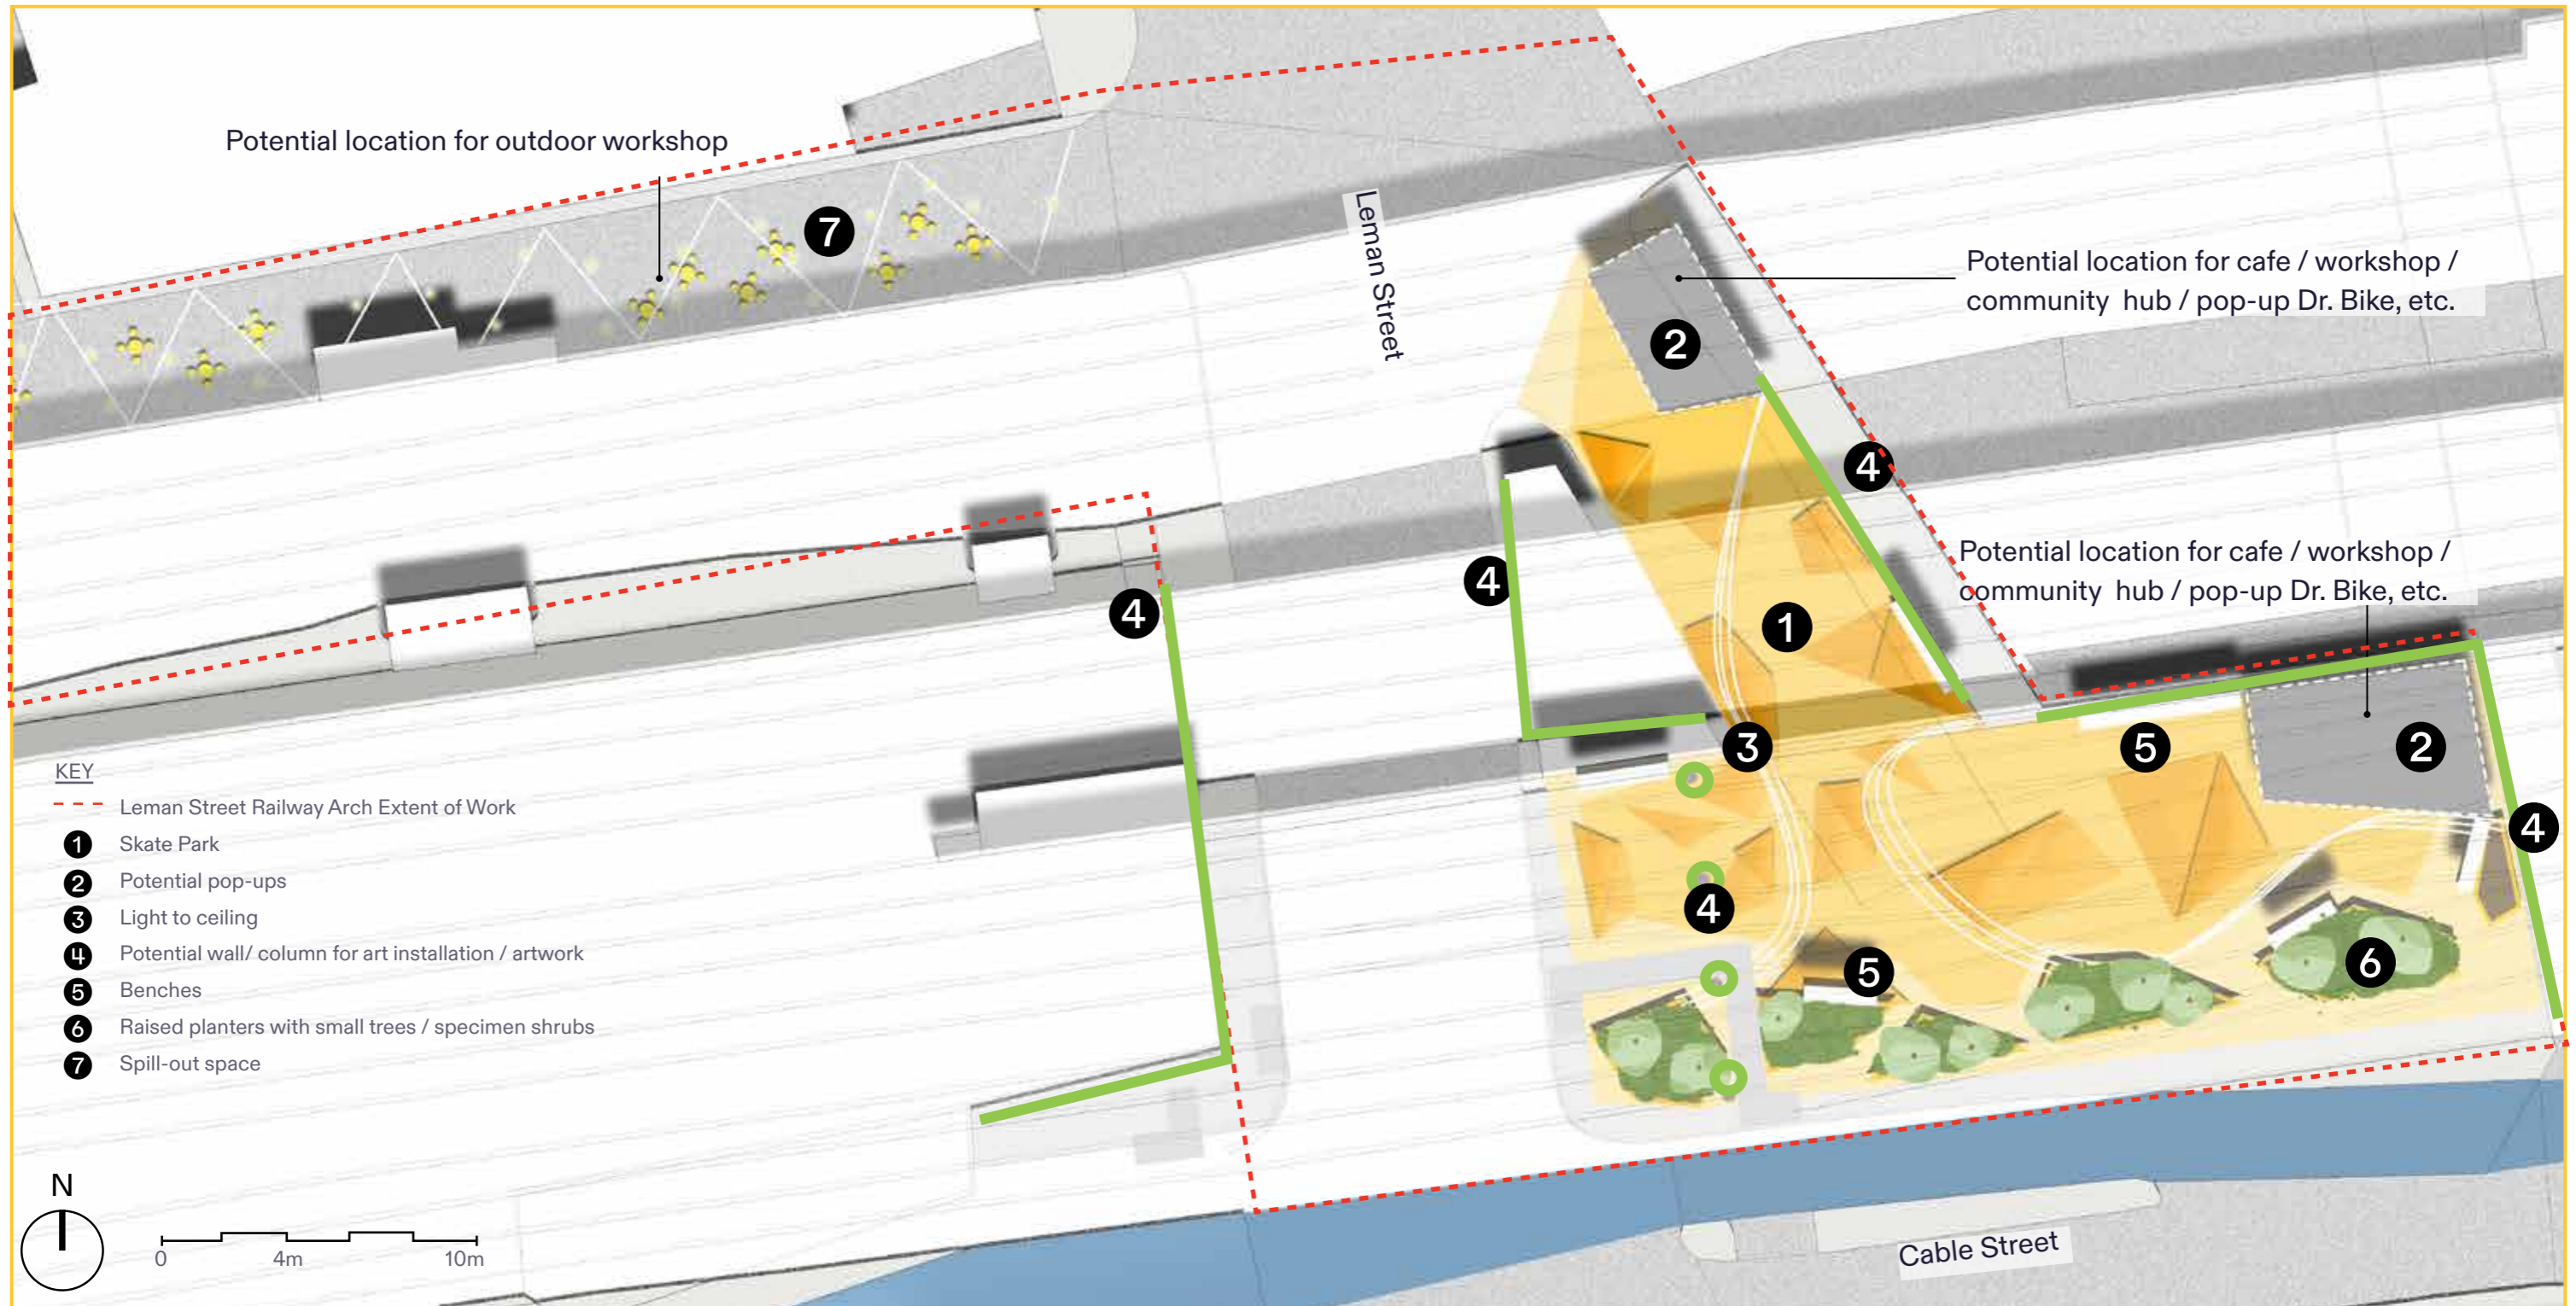 Potential location for outdoor workshop
7
Leman Street
Potential location for cafe / workshop /
community hub / pop-up Dr. Bike, etc.
2
4
4
4
Potential location for cafe / workshop /
community hub / pop-up Dr. Bike, etc.
1
3
5
2
4
4
5
6
KEY
Leman Street Railway Arch Extent of Work
1 Skate Park
2 Potential pop-ups
3 Light to ceiling
4 Potential wall/ column for art installation / artwork
5 Benches
6 Raised planters with small trees / specimen shrubs
7 Spill-out space
N
0 4m 10m
Cable Street